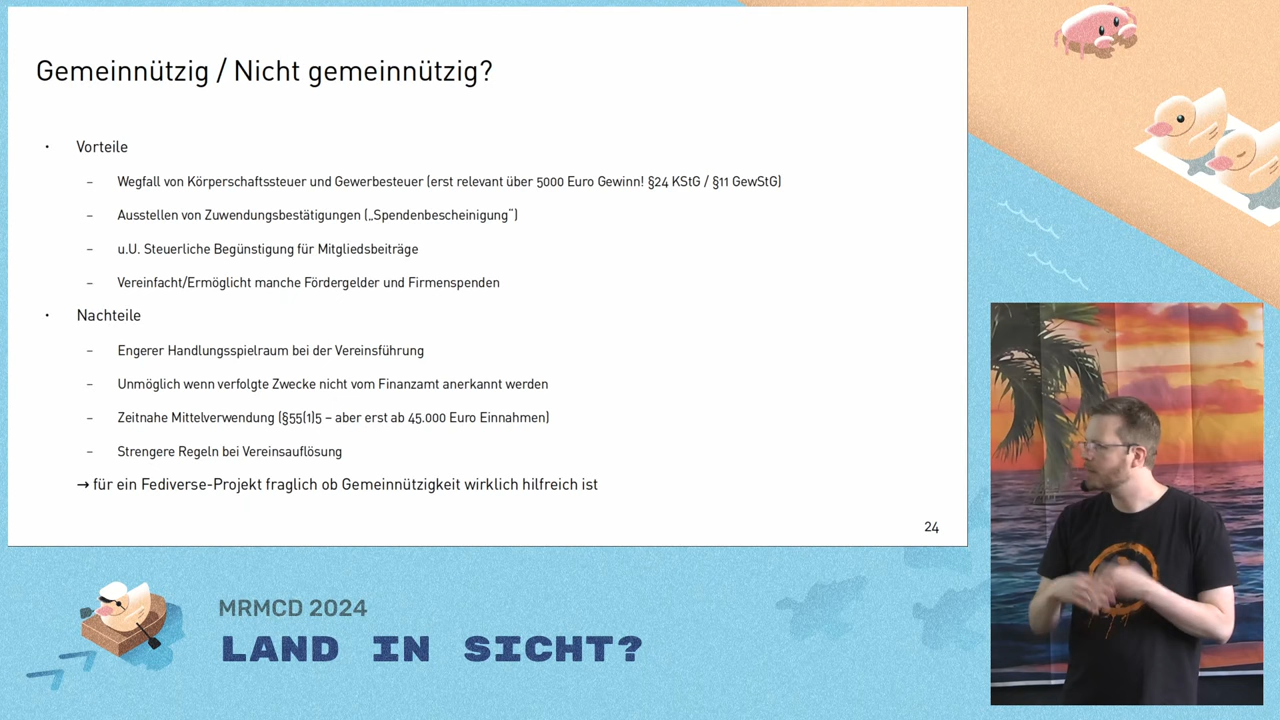 Gemeinnützig / Nicht gemeinnützig?
• Vorteile
– Wegfall von Körperschaftssteuer und Gewerbesteuer (erst relevant über 5000 Euro Gewinn! §24 KStG / §11 GewStG)
– Ausstellen von Zuwendungsbestätigungen („Spendenbescheinigung“)
– u.U. Steuerliche Begünstigung für Mitgliedsbeiträge
– Vereinfacht/Ermöglicht manche Fördergelder und Firmenspenden
• Nachteile
– Engerer Handlungsspielraum bei der Vereinsführung
– Unmöglich wenn verfolgte Zwecke nicht vom Finanzamt anerkannt werden
– Zeitnahe Mittelverwendung (§55(1)5 – aber erst ab 45.000 Euro Einnahmen)
– Strengere Regeln bei Vereinsauflösung
→ für ein Fediverse-Projekt fraglich ob Gemeinnützigkeit wirklich hilfreich ist
24
MRMCD 2024
LAND IN SICHT?